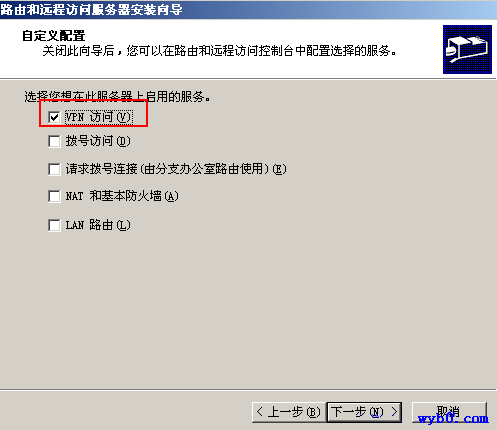 路由和远程访问服务器安装向导
自定义配置
关闭此向导后，您可以在路由和远程访问控制台中配置选择的服务。
选择您想在此服务器上启用的服务。
VPN 访问(V)
拨号访问(D)
请求拨号连接(由分支办公室路由使用)(E)
NAT 和基本防火墙(A)
LAN 路由(L)
< 上一步(B) 下一步(N) > 取消
wyb0.com